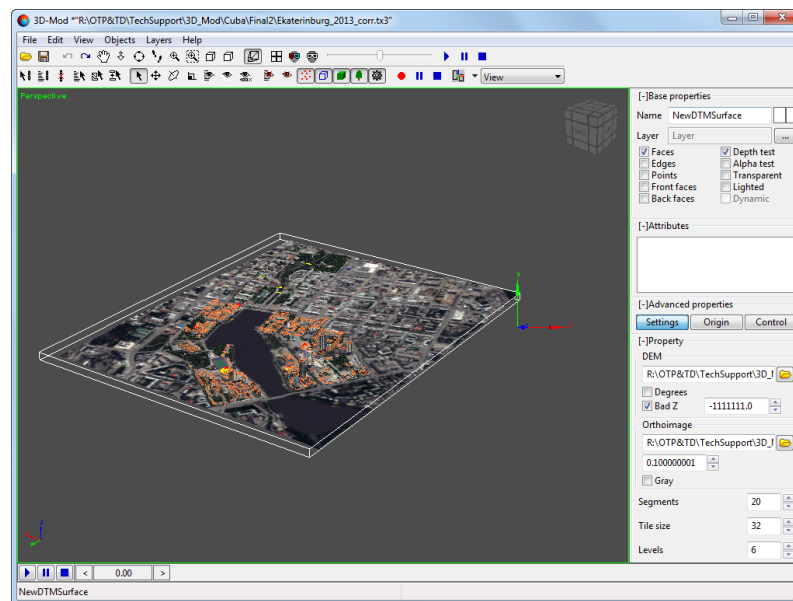 3D-Mod *"R:\OTP&TD\TechSupport\3D_Mod\Cuba\Final2\Ekaterinburg_2013_corr.tx3"
File Edit View Objects Layers Help
View
Perspective
[-]Base properties
Name NewDTMSurface
Layer Layer ...
Faces Depth test
Edges Alpha test
Points Transparent
Front faces Lighted
Back faces Dynamic
[-]Attributes
[-]Advanced properties
Settings Origin Control
[-]Property
DEM
R:\OTP&TD\TechSupport\3D_
Degrees
Bad Z -1111111.0
Orthoimage
R:\OTP&TD\TechSupport\3D_
0.100000001
Gray
Segments 20
Tile size 32
Levels 6
< 0.00 >
NewDTMSurface